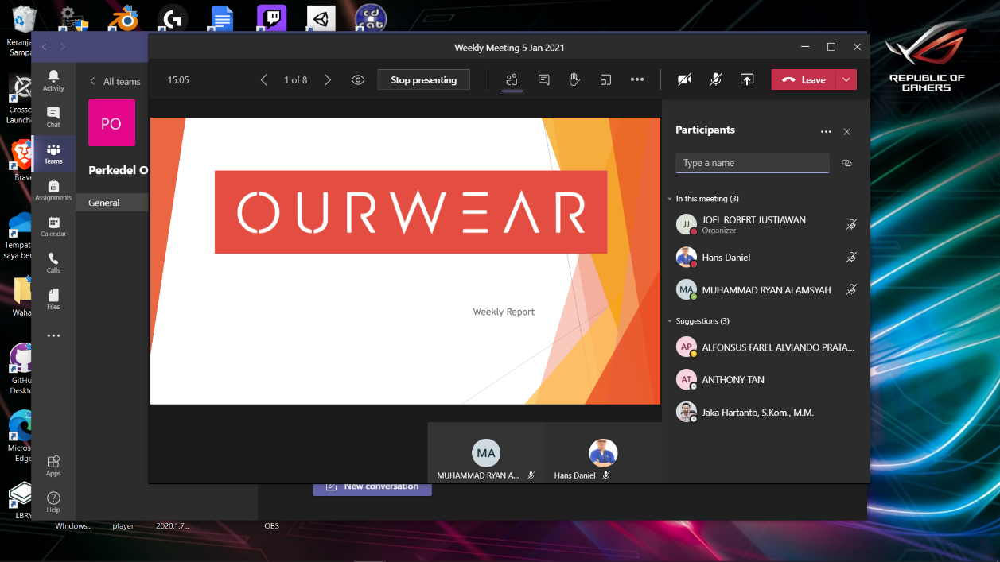 Keranja
Sampa
Crosso
Launche
Brave
Tempat
saya be
Waha
GitHu
Deskto
Micros
Edge
LBRY
WIndows...
player
2020.1.7...
OBS
cd
REPUBLIC OF
GAMERS
Activity
Chat
Teams
Assignments
Calendar
Calls
Files
Apps
Help
All teams
PO
Perkedel O
General
New conversation
Weekly Meeting 5 Jan 2021
15:05
1 of 8
Stop presenting
Leave
OURWEAR
Weekly Report
MA
MUHAMMAD RYAN A...
Hans Daniel
Participants
Type a name
In this meeting (3)
JJ
JOEL ROBERT JUSTIAWAN
Organizer
Hans Daniel
MA
MUHAMMAD RYAN ALAMSYAH
Suggestions (3)
AP
ALFONSUS FAREL ALVIANDO PRATA...
AT
ANTHONY TAN
Jaka Hartanto, S.Kom., M.M.